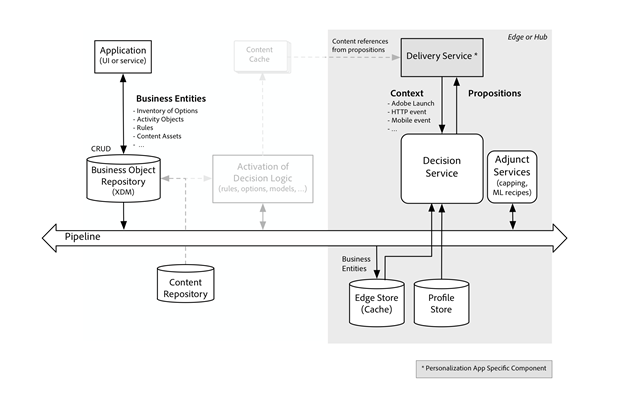 Edge or Hub
Application
(UI or service)
Content
Cache
Content references
from propositions
Delivery Service *
Business Entities
- Inventory of Options
- Activity Objects
- Rules
- Content Assets
- ...
Context
- Adobe Launch
- HTTP event
- Mobile event
- ...
Propositions
CRUD
Business Object
Repository
(XDM)
Activation of
Decision Logic
(rules, options, models, ...)
Decision
Service
Adjunct
Services
(capping,
ML recipes)
Pipeline
Content
Repository
Business
Entities
Edge Store
(Cache)
Profile
Store
* Personalization App Specific Component